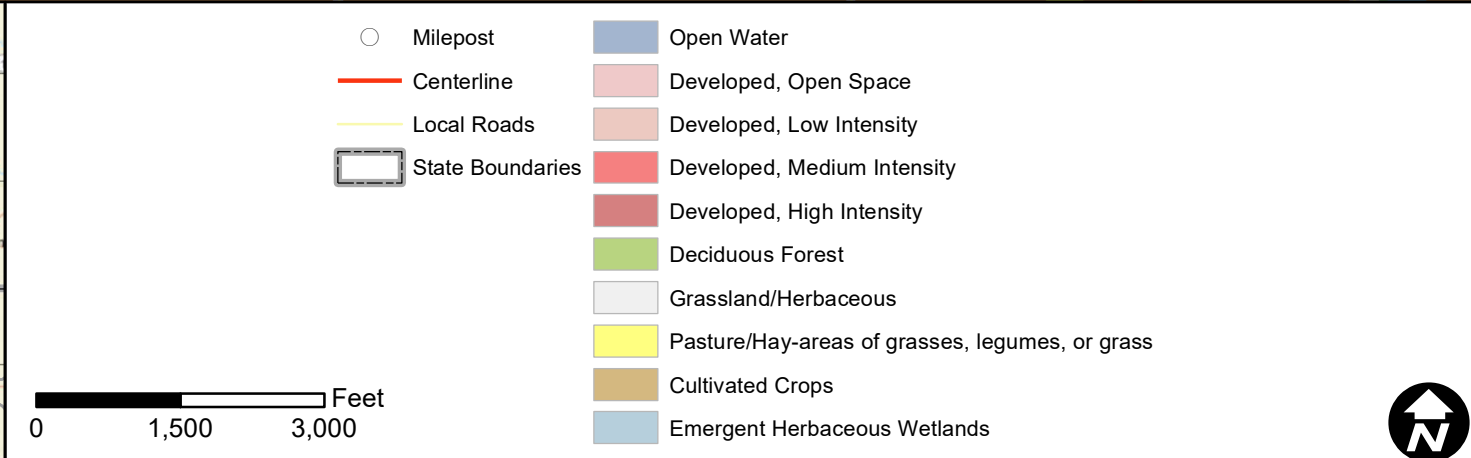 Milepost
Centerline
Local Roads
State Boundaries
Open Water
Developed, Open Space
Developed, Low Intensity
Developed, Medium Intensity
Developed, High Intensity
Deciduous Forest
Grassland/Herbaceous
Pasture/Hay-areas of grasses, legumes, or grass
Cultivated Crops
Emergent Herbaceous Wetlands
Feet
0 1,500 3,000
N